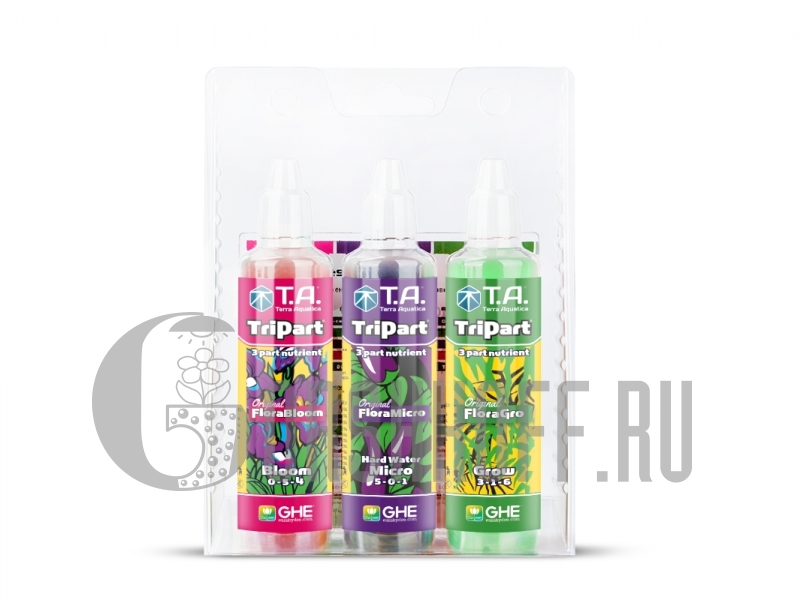 T.A.
Terra Aquatica
TriPart
3 part nutrient
Original
FloraBloom
Bloom
0-5-4
GHE
T.A.
Terra Aquatica
TriPart
3 part nutrient
Original
FloraMicro
Hard Water
Micro
5-0-1
GHE
T.A.
Terra Aquatica
TriPart
3 part nutrient
Original
FloraGro
Grow
3-1-6
GHE
FF.RU